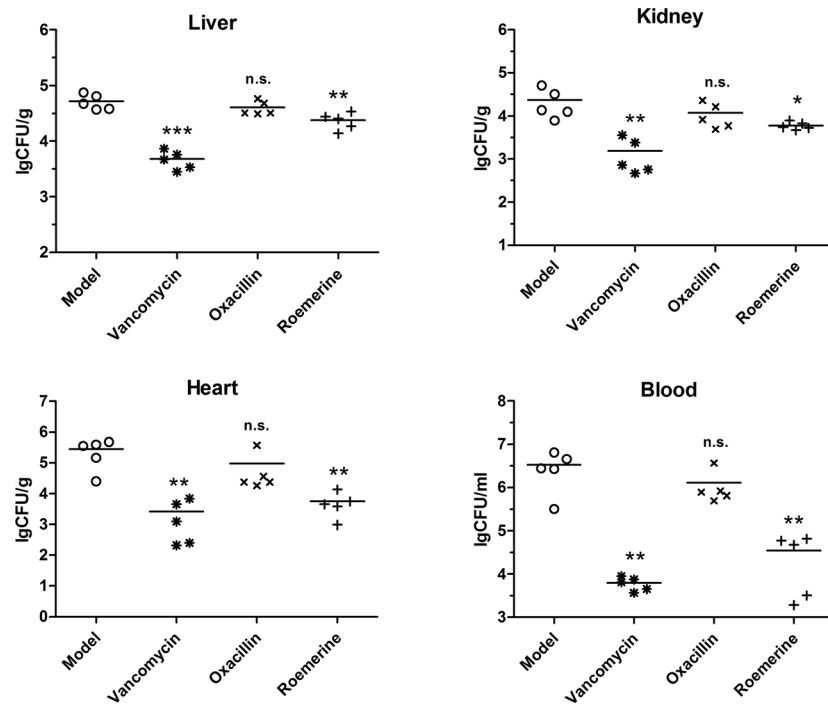 Liver
lgCFU/g
6
5
4
3
2
n.s.
**
***
Model
Vancomycin
Oxacillin
Roemerine
Kidney
lgCFU/g
6
5
4
3
2
1
n.s.
*
**
Model
Vancomycin
Oxacillin
Roemerine
Heart
lgCFU/g
7
6
5
4
3
2
1
0
n.s.
**
**
Model
Vancomycin
Oxacillin
Roemerine
Blood
lgCFU/ml
8
7
6
5
4
3
n.s.
**
**
Model
Vancomycin
Oxacillin
Roemerine